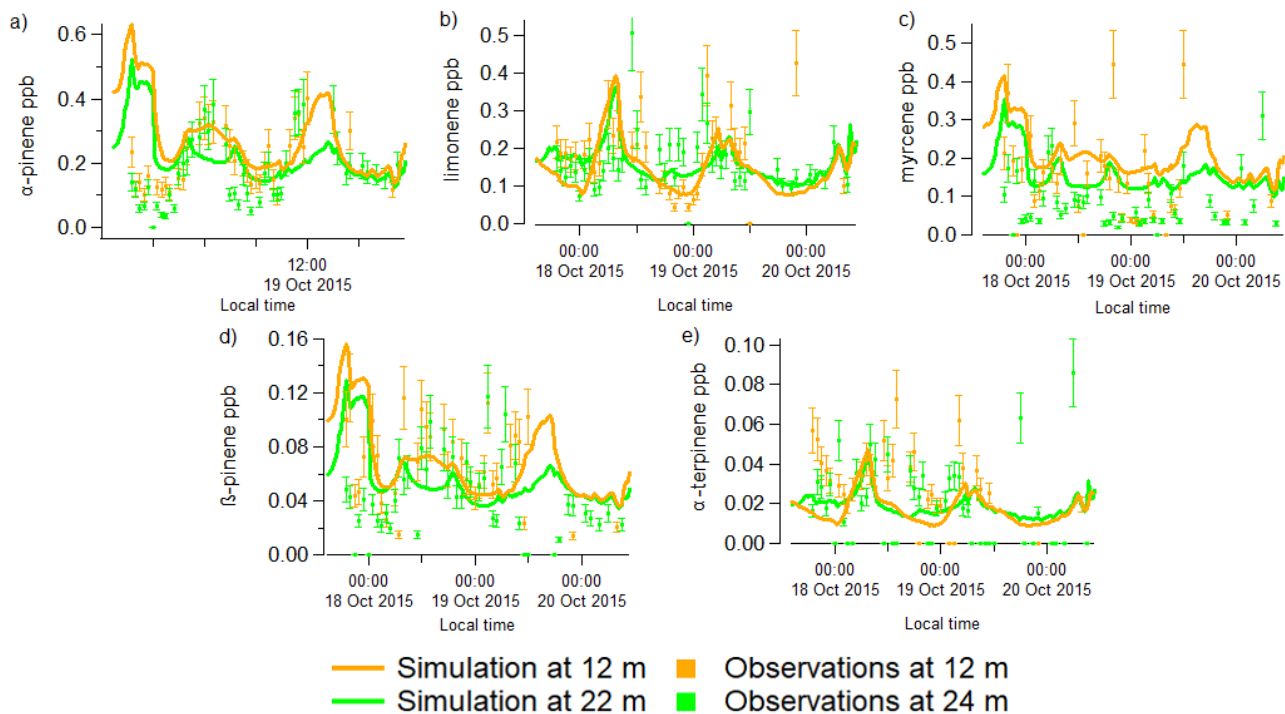 a)
α-pinene ppb
0.6
0.4
0.2
0.0
12:00
19 Oct 2015
Local time
b)
limonene ppb
0.5
0.4
0.3
0.2
0.1
0.0
00:00
18 Oct 2015
00:00
19 Oct 2015
00:00
20 Oct 2015
Local time
c)
myrcene ppb
0.5
0.4
0.3
0.2
0.1
0.0
00:00
18 Oct 2015
00:00
19 Oct 2015
00:00
20 Oct 2015
Local time
d)
ß-pinene ppb
0.16
0.12
0.08
0.04
0.00
00:00
18 Oct 2015
00:00
19 Oct 2015
00:00
20 Oct 2015
Local time
e)
α-terpinene ppb
0.10
0.08
0.06
0.04
0.02
0.00
00:00
18 Oct 2015
00:00
19 Oct 2015
00:00
20 Oct 2015
Local time
Simulation at 12 m
Observations at 12 m
Simulation at 22 m
Observations at 24 m